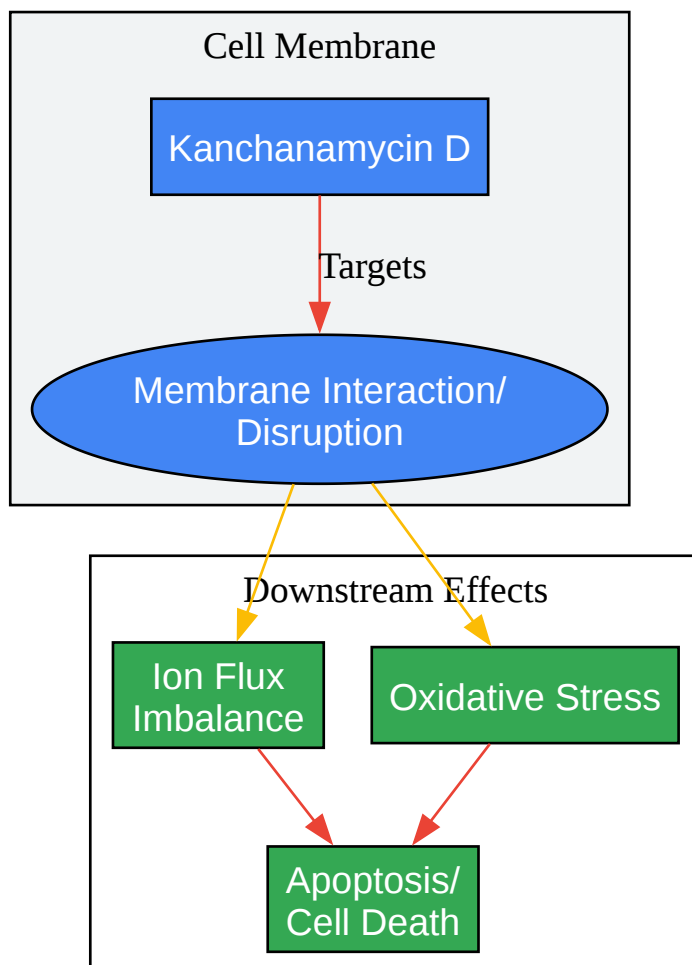 Cell Membrane
Kanchanamycin D
Targets
Membrane Interaction/
Disruption
Downstream Effects
Ion Flux
Imbalance
Oxidative Stress
Apoptosis/
Cell Death